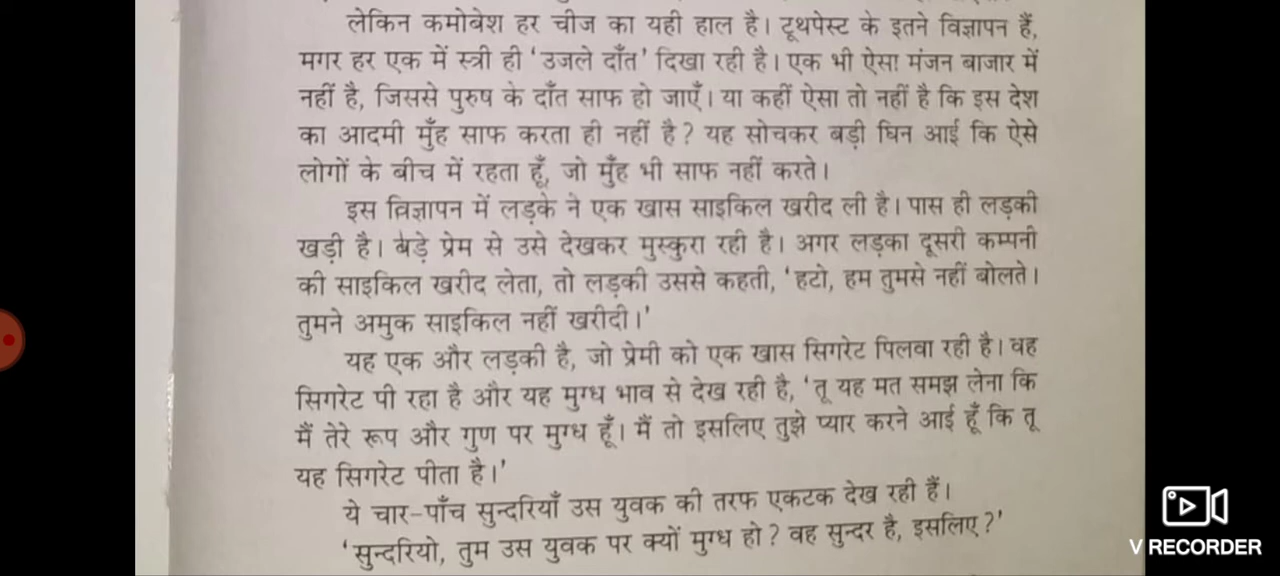 लेकिन कमोबेश हर चीज का यही हाल है। टूथपेस्ट के इतने विज्ञापन हैं,
मगर हर एक में स्त्री ही 'उजले दाँत' दिखा रही है। एक भी ऐसा मंजन बाजार में
नहीं है, जिससे पुरुष के दाँत साफ हो जाएँ। या कहीं ऐसा तो नहीं है कि इस देश
का आदमी मुँह साफ करता ही नहीं है? यह सोचकर बड़ी घिन आई कि ऐसे
लोगों के बीच में रहता हूँ, जो मुँह भी साफ नहीं करते।
इस विज्ञापन में लड़के ने एक खास साइकिल खरीद ली है। पास ही लड़की
खड़ी है। बड़े प्रेम से उसे देखकर मुस्कुरा रही है। अगर लड़का दूसरी कम्पनी
की साइकिल खरीद लेता, तो लड़की उससे कहती, 'हटो, हम तुमसे नहीं बोलते।
तुमने अमुक साइकिल नहीं खरीदी।'
यह एक और लड़की है, जो प्रेमी को एक खास सिगरेट पिलवा रही है। वह
सिगरेट पी रहा है और यह मुग्ध भाव से देख रही है, 'तू यह मत समझ लेना कि
मैं तेरे रूप और गुण पर मुग्ध हूँ। मैं तो इसलिए तुझे प्यार करने आई हूँ कि तू
यह सिगरेट पीता है।'
ये चार-पाँच सुन्दरियाँ उस युवक की तरफ एकटक देख रही हैं।
'सुन्दरियो, तुम उस युवक पर क्यों मुग्ध हो? वह सुन्दर है, इसलिए?'
V RECORDER